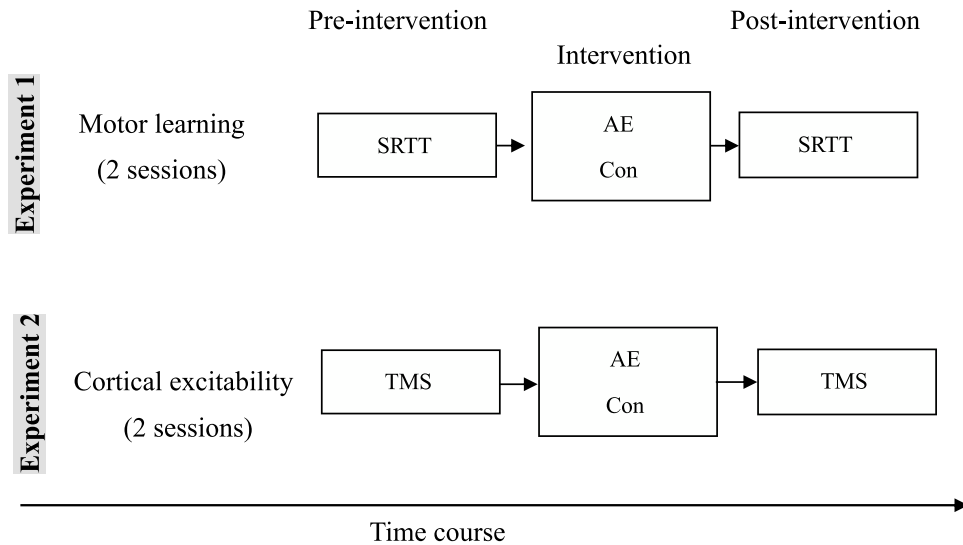 Pre-intervention
Post-intervention
Intervention
Experiment 1
Motor learning
(2 sessions)
SRTT
AE
Con
SRTT
Experiment 2
Cortical excitability
(2 sessions)
TMS
AE
Con
TMS
Time course